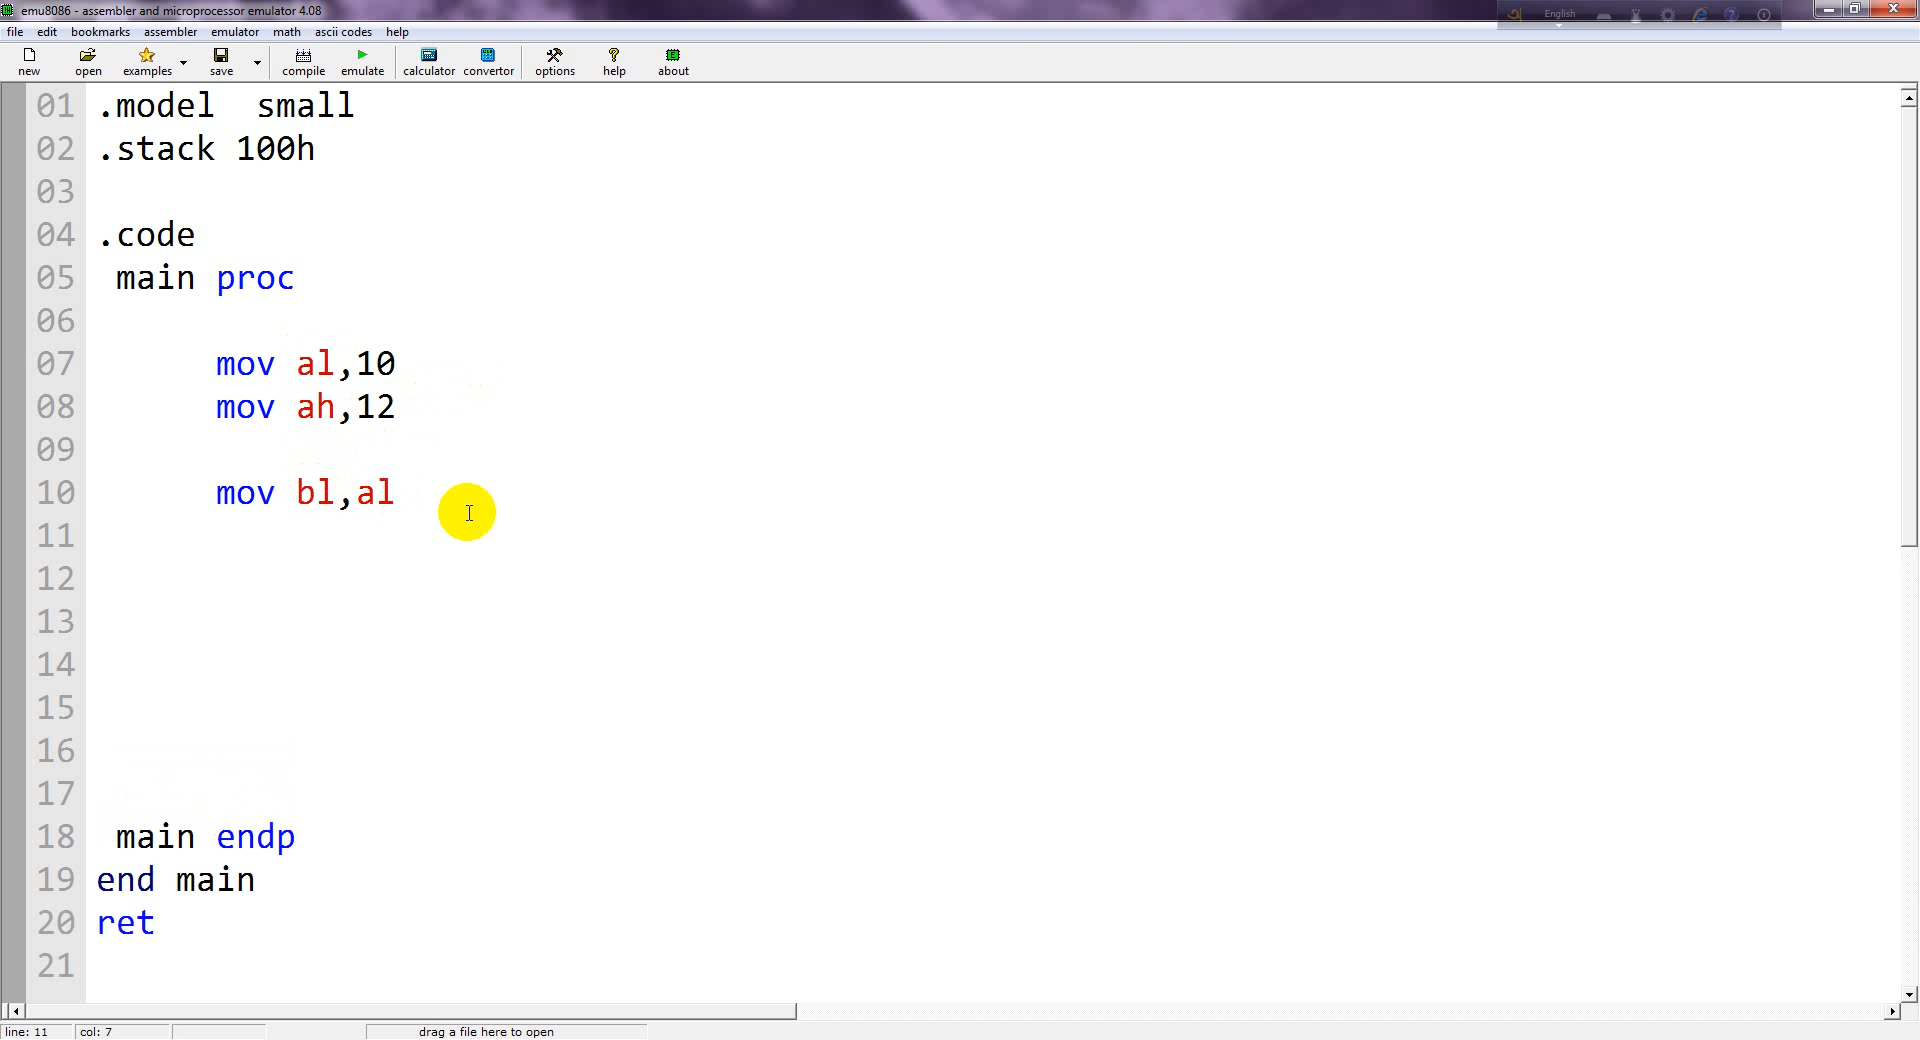 emu8086 - assembler and microprocessor emulator 4.08
English
file edit bookmarks assembler emulator math ascii codes help
new open examples save compile emulate calculator convertor options help about
01 .model  small
02 .stack 100h
03
04 .code
05 main proc
06
07 mov al,10
08 mov ah,12
09
10 mov bl,al
11
12
13
14
15
16
17
18 main endp
19 end main
20 ret
21
line: 11 col: 7 drag a file here to open